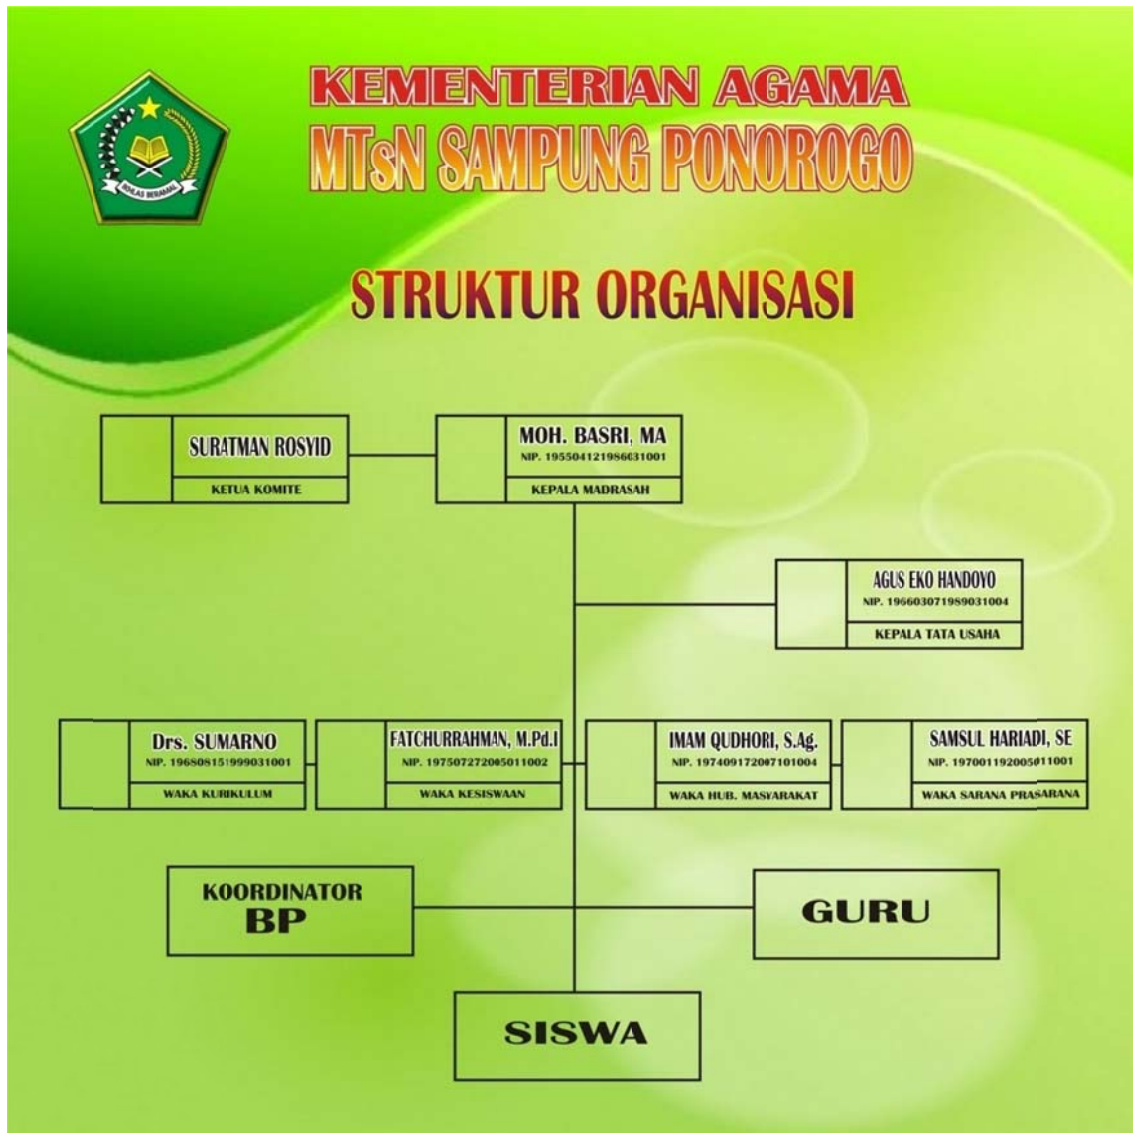 KEMENTERIAN AGAMA
MTsN SAMPUNG PONOROGO
IKHLAS BERAMAL
STRUKTUR ORGANISASI
SURATMAN ROSYID
KETUA KOMITE
MOH. BASRI, MA
NIP. 195504121986031001
KEPALA MADRASAH
AGUS EKO HANDOYO
NIP. 196603071989031004
KEPALA TATA USAHA
Drs. SUMARNO
NIP. 196808151999031001
WAKA KURIKULUM
FATCHURRAHMAN, M.Pd.I
NIP. 197507272005011002
WAKA KESISWAAN
IMAM QUDHORI, S.Ag.
NIP. 197409172007101004
WAKA HUB. MASYARAKAT
SAMSUL HARIADI, SE
NIP. 197001192005011001
WAKA SARANA PRASARANA
KOORDINATOR
BP
GURU
SISWA